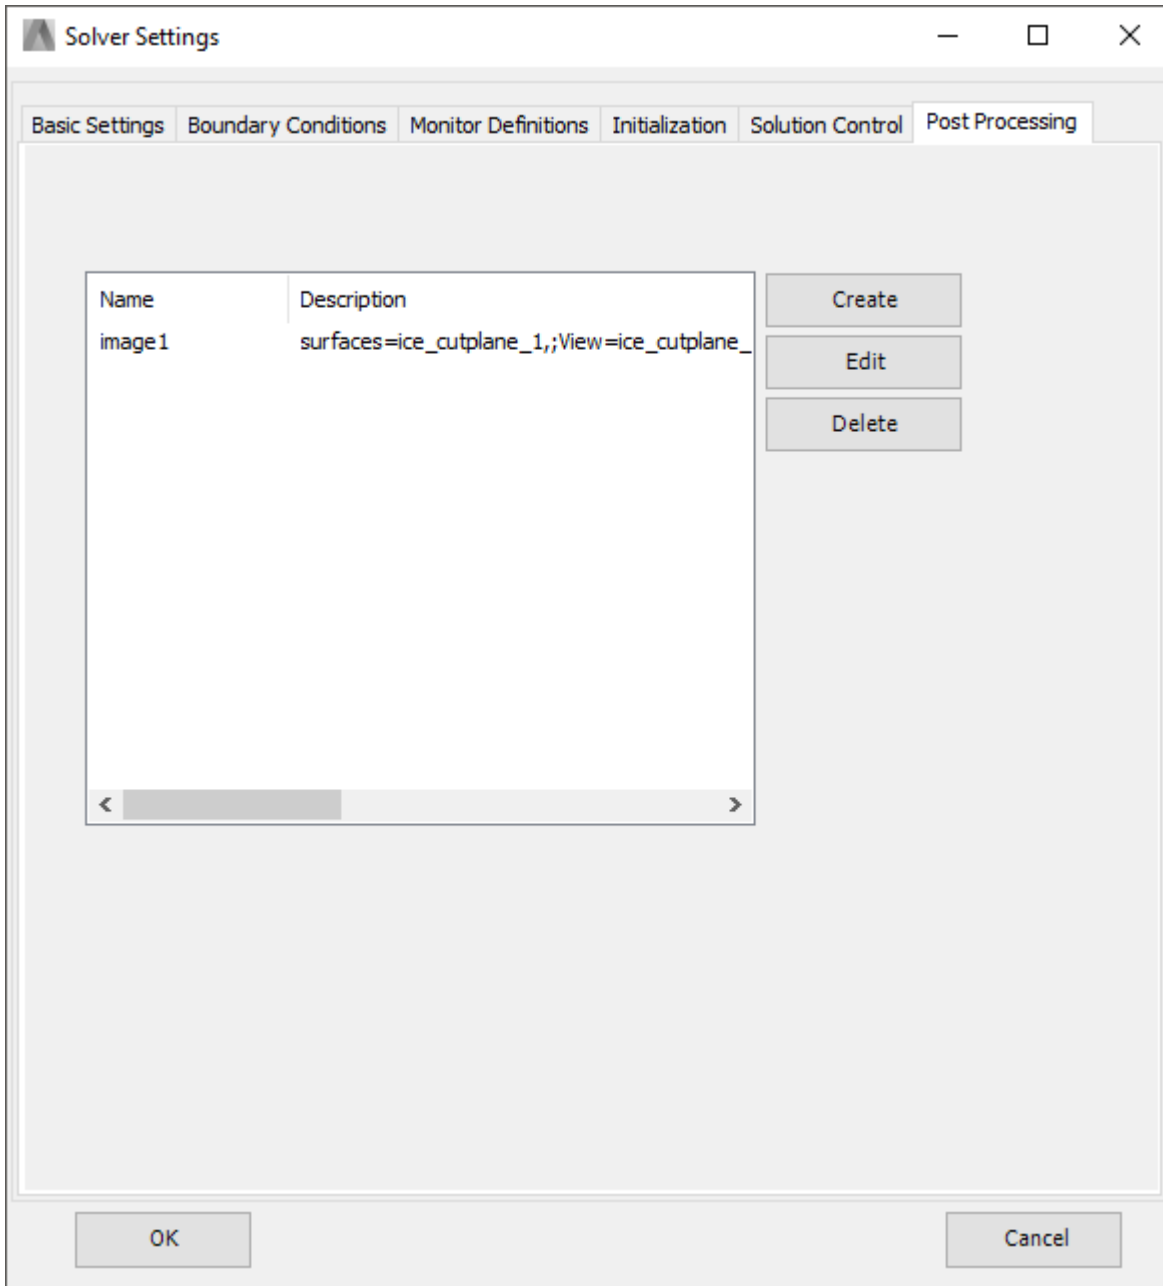 Solver Settings
Basic Settings Boundary Conditions Monitor Definitions Initialization Solution Control Post Processing
Name Description
image1 surfaces=ice_cutplane_1,;View=ice_cutplane_
Create
Edit
Delete
OK Cancel